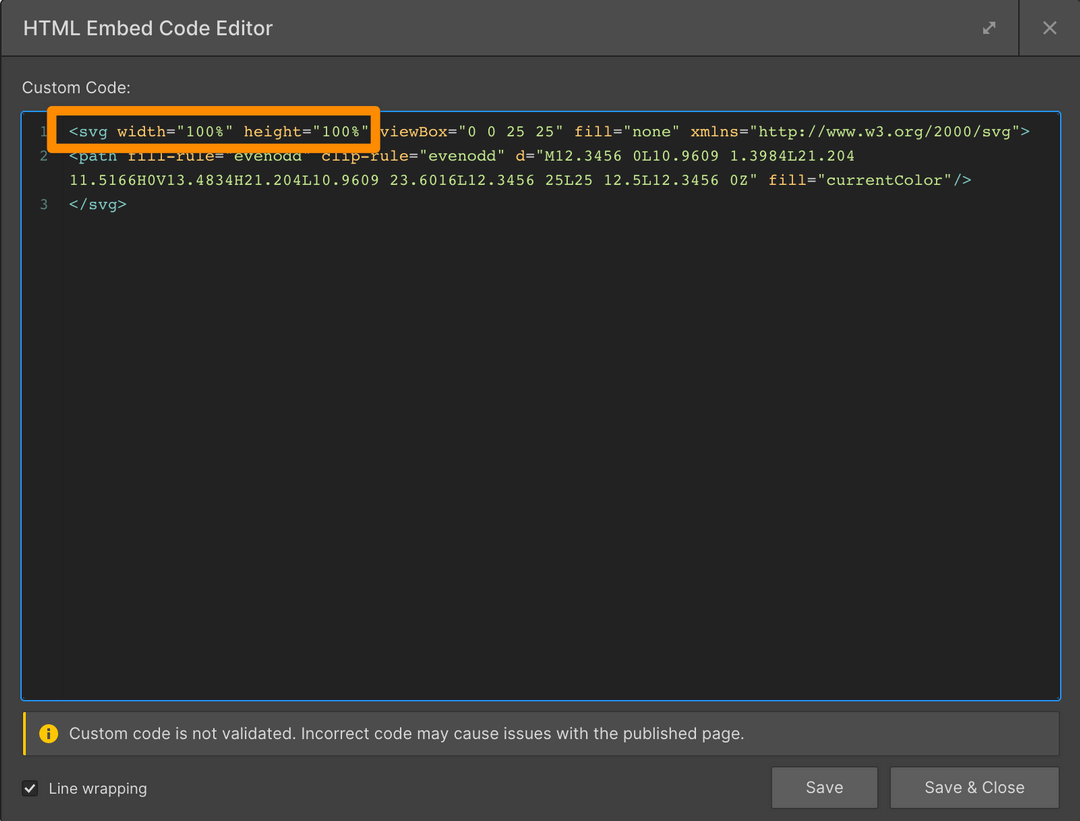 HTML Embed Code Editor
Custom Code:
1 <svg width="100%" height="100%" viewBox="0 0 25 25" fill="none" xmlns="http://www.w3.org/2000/svg">
2 <path fill-rule="evenodd" clip-rule="evenodd" d="M12.3456 0L10.9609 1.3984L21.204
11.5166H0V13.4834H21.204L10.9609 23.6016L12.3456 25L25 12.5L12.3456 0Z" fill="currentColor"/>
3 </svg>
Custom code is not validated. Incorrect code may cause issues with the published page.
Line wrapping
Save
Save & Close